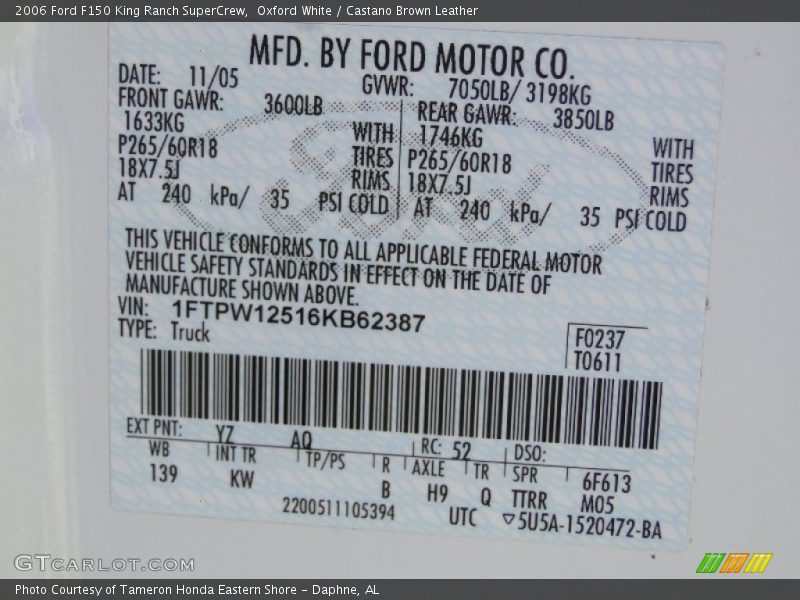 2006 Ford F150 King Ranch SuperCrew,  Oxford White / Castano Brown Leather
MFD. BY FORD MOTOR CO.
DATE: 11/05 GVWR: 7050LB/ 3198KG
FRONT GAWR: 3600LB REAR GAWR: 3850LB
1633KG WITH 1746KG WITH
P265/60R18 TIRES P265/60R18 TIRES
18X7.5J RIMS 18X7.5J RIMS
AT 240 kPa/ 35 PSI COLD AT 240 kPa/ 35 PSI COLD
THIS VEHICLE CONFORMS TO ALL APPLICABLE FEDERAL MOTOR
VEHICLE SAFETY STANDARDS IN EFFECT ON THE DATE OF
MANUFACTURE SHOWN ABOVE.
VIN: 1FTPW12516KB62387
TYPE: Truck
F0237
T0611
EXT PNT: YZ AQ RC: 52 DSO:
WB INT TR TP/PS R AXLE TR SPR 6F613
139 KW B H9 Q TTRR M05
2200511105394 UTC ▽5U5A-1520472-BA
Ford
GTCARLOT.COM
Photo Courtesy of Tameron Honda Eastern Shore - Daphne, AL